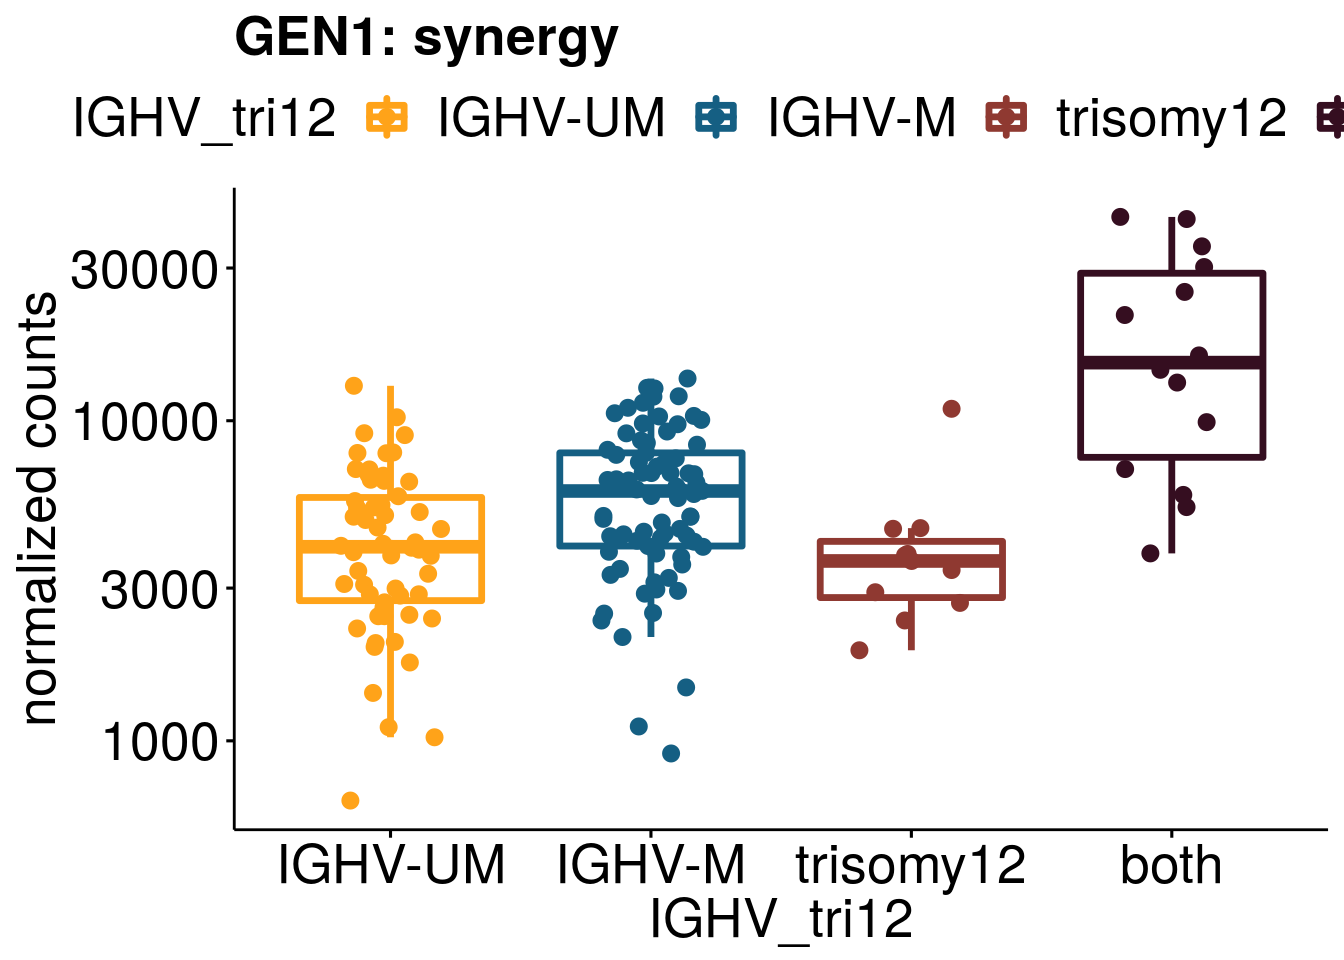 GEN1: synergy
IGHV_tri12 IGHV-UM IGHV-M trisomy12
normalized counts
30000
10000
3000
1000
IGHV-UM IGHV-M trisomy12 both
IGHV_tri12